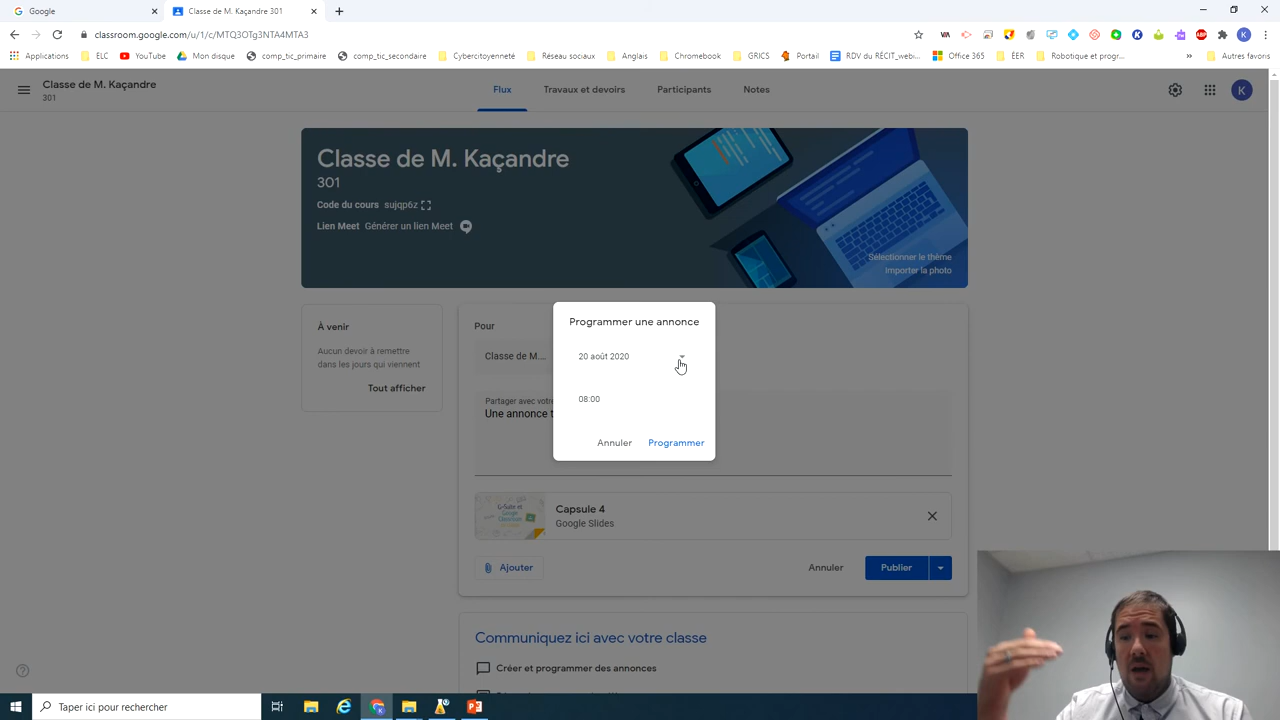 Google
Classe de M. Kaçandre 301
classroom.google.com/u/1/c/MTQ3OTg3NTA4MTA3
Applications
ELC
YouTube
Mon disque
comp_tic_primaire
comp_tic_secondaire
Cybercitoyenneté
Réseau sociaux
Anglais
Chromebook
GRICS
Portail
RDV du RÉCIT_webi...
Office 365
ÉER
Robotique et progr...
Autres favoris
Classe de M. Kaçandre
301
Flux
Travaux et devoirs
Participants
Notes
K
Classe de M. Kaçandre
301
Code du cours sujqp6z
Lien Meet Générer un lien Meet
Sélectionner le thème
Importer la photo
À venir
Aucun devoir à remettre
dans les jours qui viennent
Tout afficher
Pour
Classe de M....
Partager avec votre
Une annonce
Programmer une annonce
20 août 2020
08:00
Annuler
Programmer
Capsule 4
Google Slides
Ajouter
Annuler
Publier
Communiquez ici avec votre classe
Créer et programmer des annonces
Taper ici pour rechercher